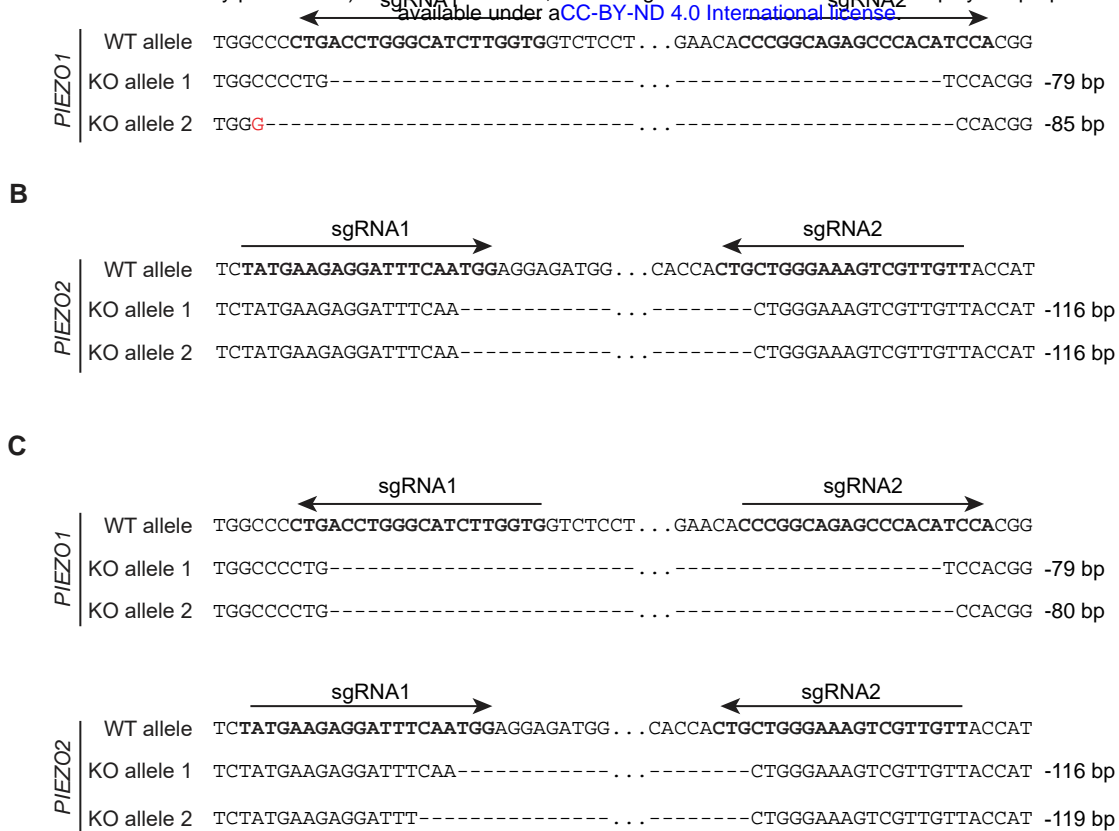 available under aCC-BY-ND 4.0 International license.
sgRNA1 sgRNA2
WT allele TGGCCCCTGACCTGGGCATCTTGGTGGTCTCCT...GAACACCCGGCAGAGCCCACATCCACGG
PIEZO1
KO allele 1 TGGCCCCTG-------------------------...----------------------TCCACGG -79 bp
KO allele 2 TGGG------------------------------...-----------------------CCACGG -85 bp
B
sgRNA1 sgRNA2
WT allele TCTATGAAGAGGATTTCAATGGAGGAGATGG...CACCACTGCTGGGAAAGTCGTTGTTACCAT
PIEZO2
KO allele 1 TCTATGAAGAGGATTTCAA------------...--------CTGGGAAAGTCGTTGTTACCAT -116 bp
KO allele 2 TCTATGAAGAGGATTTCAA------------...--------CTGGGAAAGTCGTTGTTACCAT -116 bp
C
sgRNA1 sgRNA2
WT allele TGGCCCCTGACCTGGGCATCTTGGTGGTCTCCT...GAACACCCGGCAGAGCCCACATCCACGG
PIEZO1
KO allele 1 TGGCCCCTG-------------------------...----------------------TCCACGG -79 bp
KO allele 2 TGGCCCCTG-------------------------...-----------------------CCACGG -80 bp
sgRNA1 sgRNA2
WT allele TCTATGAAGAGGATTTCAATGGAGGAGATGG...CACCACTGCTGGGAAAGTCGTTGTTACCAT
PIEZO2
KO allele 1 TCTATGAAGAGGATTTCAA------------...--------CTGGGAAAGTCGTTGTTACCAT -116 bp
KO allele 2 TCTATGAAGAGGATTT---------------...--------CTGGGAAAGTCGTTGTTACCAT -119 bp